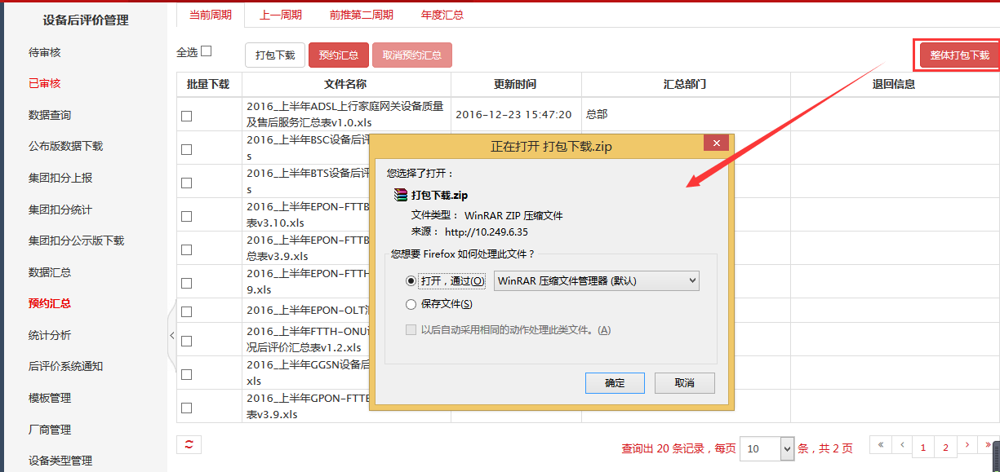 设备后评价管理
待审核
已审核
数据查询
公布版数据下载
集团扣分上报
集团扣分统计
集团扣分公示版下载
数据汇总
预约汇总
统计分析
后评价系统通知
模板管理
厂商管理
设备类型管理
当前周期 上一周期 前推第二周期 年度汇总
全选 打包下载 预约汇总 取消预约汇总 整体打包下载
批量下载 文件名称 更新时间 汇总部门 退回信息
2016_上半年ADSL上行家庭网关设备质量
及售后服务汇总表v1.0.xls
2016-12-23 15:47:20 总部
2016_上半年BSC设备后评
s
2016_上半年BTS设备后评
s
2016_上半年EPON-FTTB
表v3.10.xls
2016_上半年EPON-FTTB
总表v3.9.xls
2016_上半年EPON-FTTH
9.xls
2016_上半年EPON-OLT
2016_上半年FTTH-ONU
况后评价汇总表v1.2.xls
2016_上半年GGSN设备后
xls
2016_上半年GPON-FTTB
表v3.9.xls
正在打开 打包下载.zip
您选择了打开：
打包下载.zip
文件类型： WinRAR ZIP 压缩文件
来源： http://10.249.6.35
您想要 Firefox 如何处理此文件？
打开，通过(O) WinRAR 压缩文件管理器 (默认)
保存文件(S)
以后自动采用相同的动作处理此类文件。(A)
确定 取消
查询出 20 条记录，每页 10 条，共 2 页 « ‹ 1 2 › »